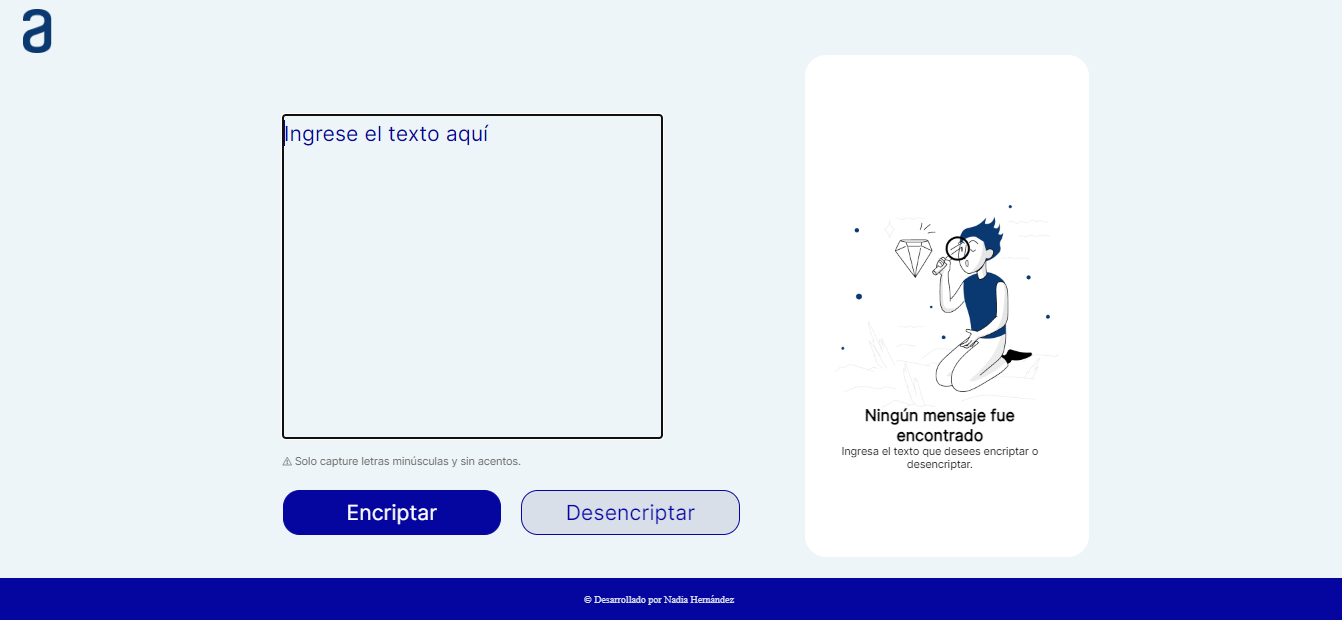 a
Ingrese el texto aquí
⚠ Solo capture letras minúsculas y sin acentos.
Encriptar
Desencriptar
Ningún mensaje fue
encontrado
Ingresa el texto que desees encriptar o
desencriptar.
© Desarrollado por Nadia Hernández